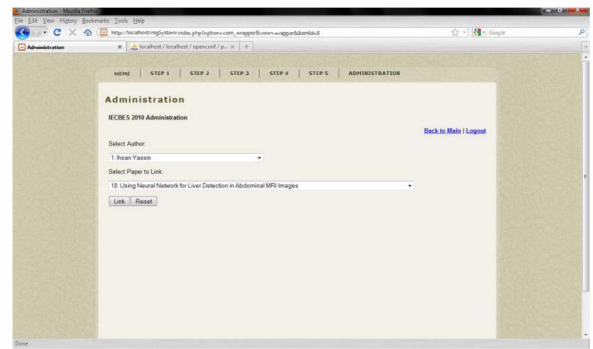 Administration - Mozilla Firefox
File Edit View History Bookmarks Tools Help
Google
Administration
localhost / localhost / openconf / p...
HOME STEP 1 STEP 2 STEP 3 STEP 4 STEP 5 ADMINISTRATION
Administration
IECBES 2010 Administration
Back to Main | Logout
Select Author:
1: Ihsan Yassin
Select Paper to Link:
18: Using Neural Network for Liver Detection in Abdominal MRI Images
Link Reset
Done